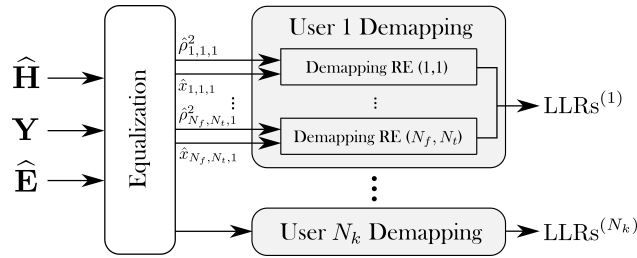 Ĥ
Y
Ê
Equalization
ρ̂²₁,₁,₁
x̂₁,₁,₁
⋮
ρ̂²_{N_f,N_t,1}
x̂_{N_f,N_t,1}
User 1 Demapping
Demapping RE (1,1)
...
Demapping RE (N_f, N_t)
LLRs⁽¹⁾
⋮
User N_k Demapping
LLRs^{(N_k)}